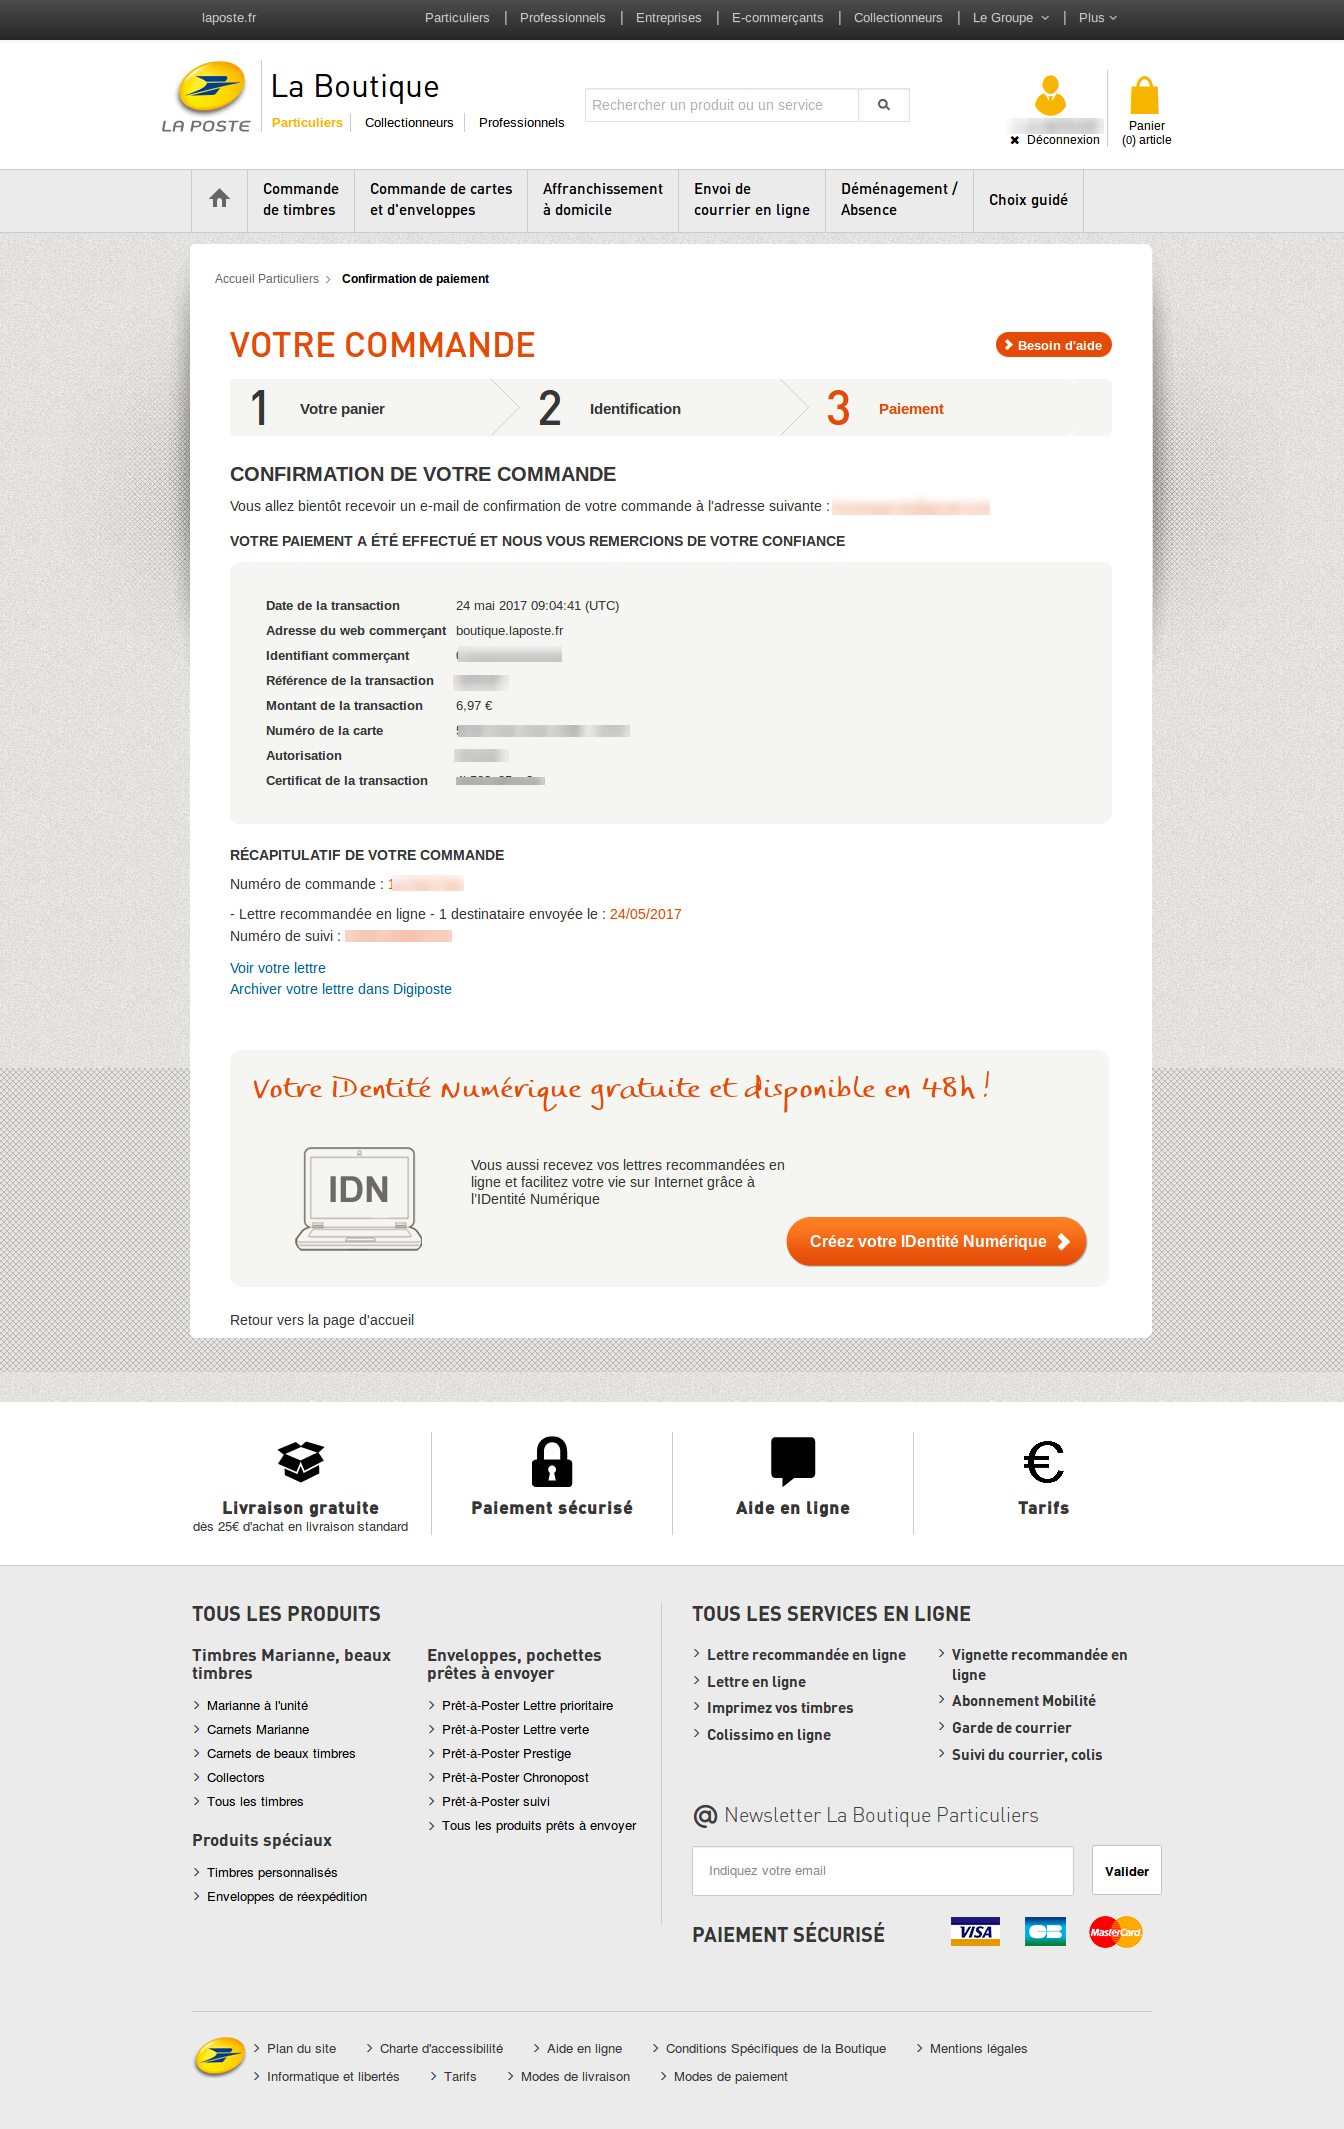 laposte.fr
Particuliers | Professionnels | Entreprises | E-commerçants | Collectionneurs | Le Groupe | Plus
LA POSTE
La Boutique
Particuliers Collectionneurs Professionnels
Rechercher un produit ou un service
Déconnexion
Panier
(0) article
Commande
de timbres
Commande de cartes
et d'enveloppes
Affranchissement
à domicile
Envoi de
courrier en ligne
Déménagement /
Absence
Choix guidé
Accueil Particuliers > Confirmation de paiement
VOTRE COMMANDE
Besoin d'aide
1 Votre panier
2 Identification
3 Paiement
CONFIRMATION DE VOTRE COMMANDE
Vous allez bientôt recevoir un e-mail de confirmation de votre commande à l'adresse suivante :
VOTRE PAIEMENT A ÉTÉ EFFECTUÉ ET NOUS VOUS REMERCIONS DE VOTRE CONFIANCE
Date de la transaction 24 mai 2017 09:04:41 (UTC)
Adresse du web commerçant boutique.laposte.fr
Identifiant commerçant
Référence de la transaction
Montant de la transaction 6,97 €
Numéro de la carte
Autorisation
Certificat de la transaction
RÉCAPITULATIF DE VOTRE COMMANDE
Numéro de commande :
- Lettre recommandée en ligne - 1 destinataire envoyée le : 24/05/2017
Numéro de suivi :
Voir votre lettre
Archiver votre lettre dans Digiposte
Votre IDentité Numérique gratuite et disponible en 48h !
IDN
Vous aussi recevez vos lettres recommandées en
ligne et facilitez votre vie sur Internet grâce à
l'IDentité Numérique
Créez votre IDentité Numérique
Retour vers la page d'accueil
Livraison gratuite
dès 25€ d'achat en livraison standard
Paiement sécurisé
Aide en ligne
€
Tarifs
TOUS LES PRODUITS
Timbres Marianne, beaux
timbres
Marianne à l'unité
Carnets Marianne
Carnets de beaux timbres
Collectors
Tous les timbres
Produits spéciaux
Timbres personnalisés
Enveloppes de réexpédition
Enveloppes, pochettes
prêtes à envoyer
Prêt-à-Poster Lettre prioritaire
Prêt-à-Poster Lettre verte
Prêt-à-Poster Prestige
Prêt-à-Poster Chronopost
Prêt-à-Poster suivi
Tous les produits prêts à envoyer
TOUS LES SERVICES EN LIGNE
Lettre recommandée en ligne
Lettre en ligne
Imprimez vos timbres
Colissimo en ligne
Vignette recommandée en
ligne
Abonnement Mobilité
Garde de courrier
Suivi du courrier, colis
@ Newsletter La Boutique Particuliers
Indiquez votre email
Valider
PAIEMENT SÉCURISÉ
VISA
CB
MasterCard
Plan du site
Charte d'accessibilité
Aide en ligne
Conditions Spécifiques de la Boutique
Mentions légales
Informatique et libertés
Tarifs
Modes de livraison
Modes de paiement